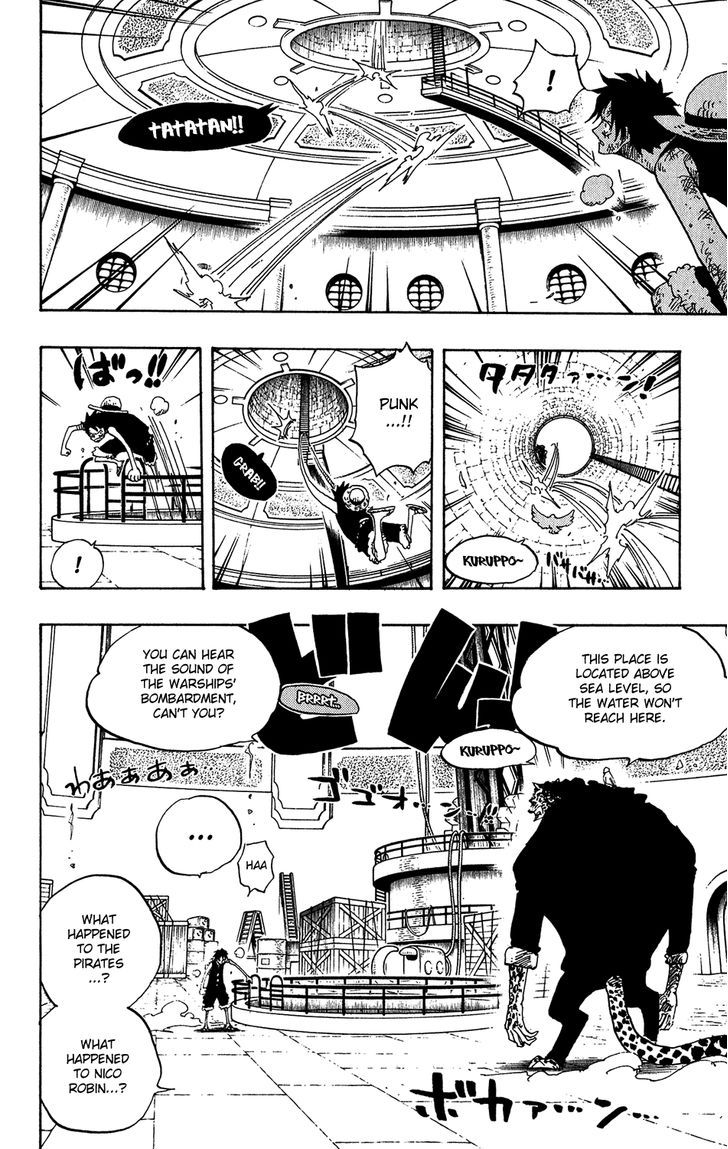 !
TATATAN!!
タタタァ···ン!
KURUPPO~
バサバサ...
PUNK
...!!
GRAB!!
ばっ!!
!
THIS PLACE IS
LOCATED ABOVE
SEA LEVEL, SO
THE WATER WON'T
REACH HERE.
KURUPPO~
BRRRT..
YOU CAN HEAR
THE SOUND OF
THE WARSHIPS'
BOMBARDMENT,
CAN'T YOU?
ゴゴォ...
わあぁぁぁ
...
HAA
WHAT
HAPPENED
TO THE
PIRATES
...?
WHAT
HAPPENED
TO NICO
ROBIN...?
ボカァ···ン...